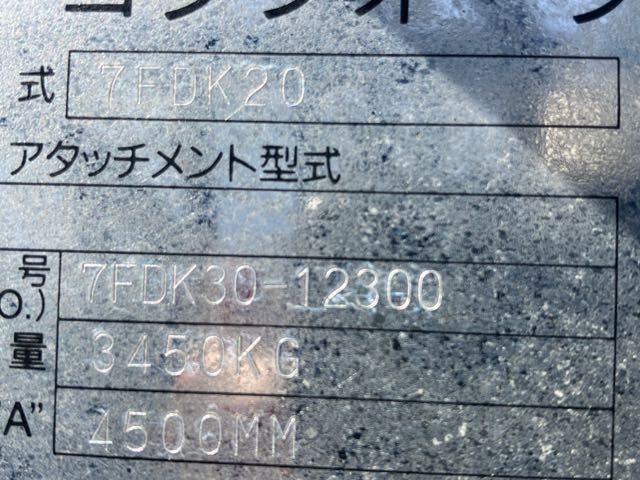 式 7FDK20
アタッチメント型式
号 7FDK30-12300
O.)
量 3450KG
"A" 4500MM